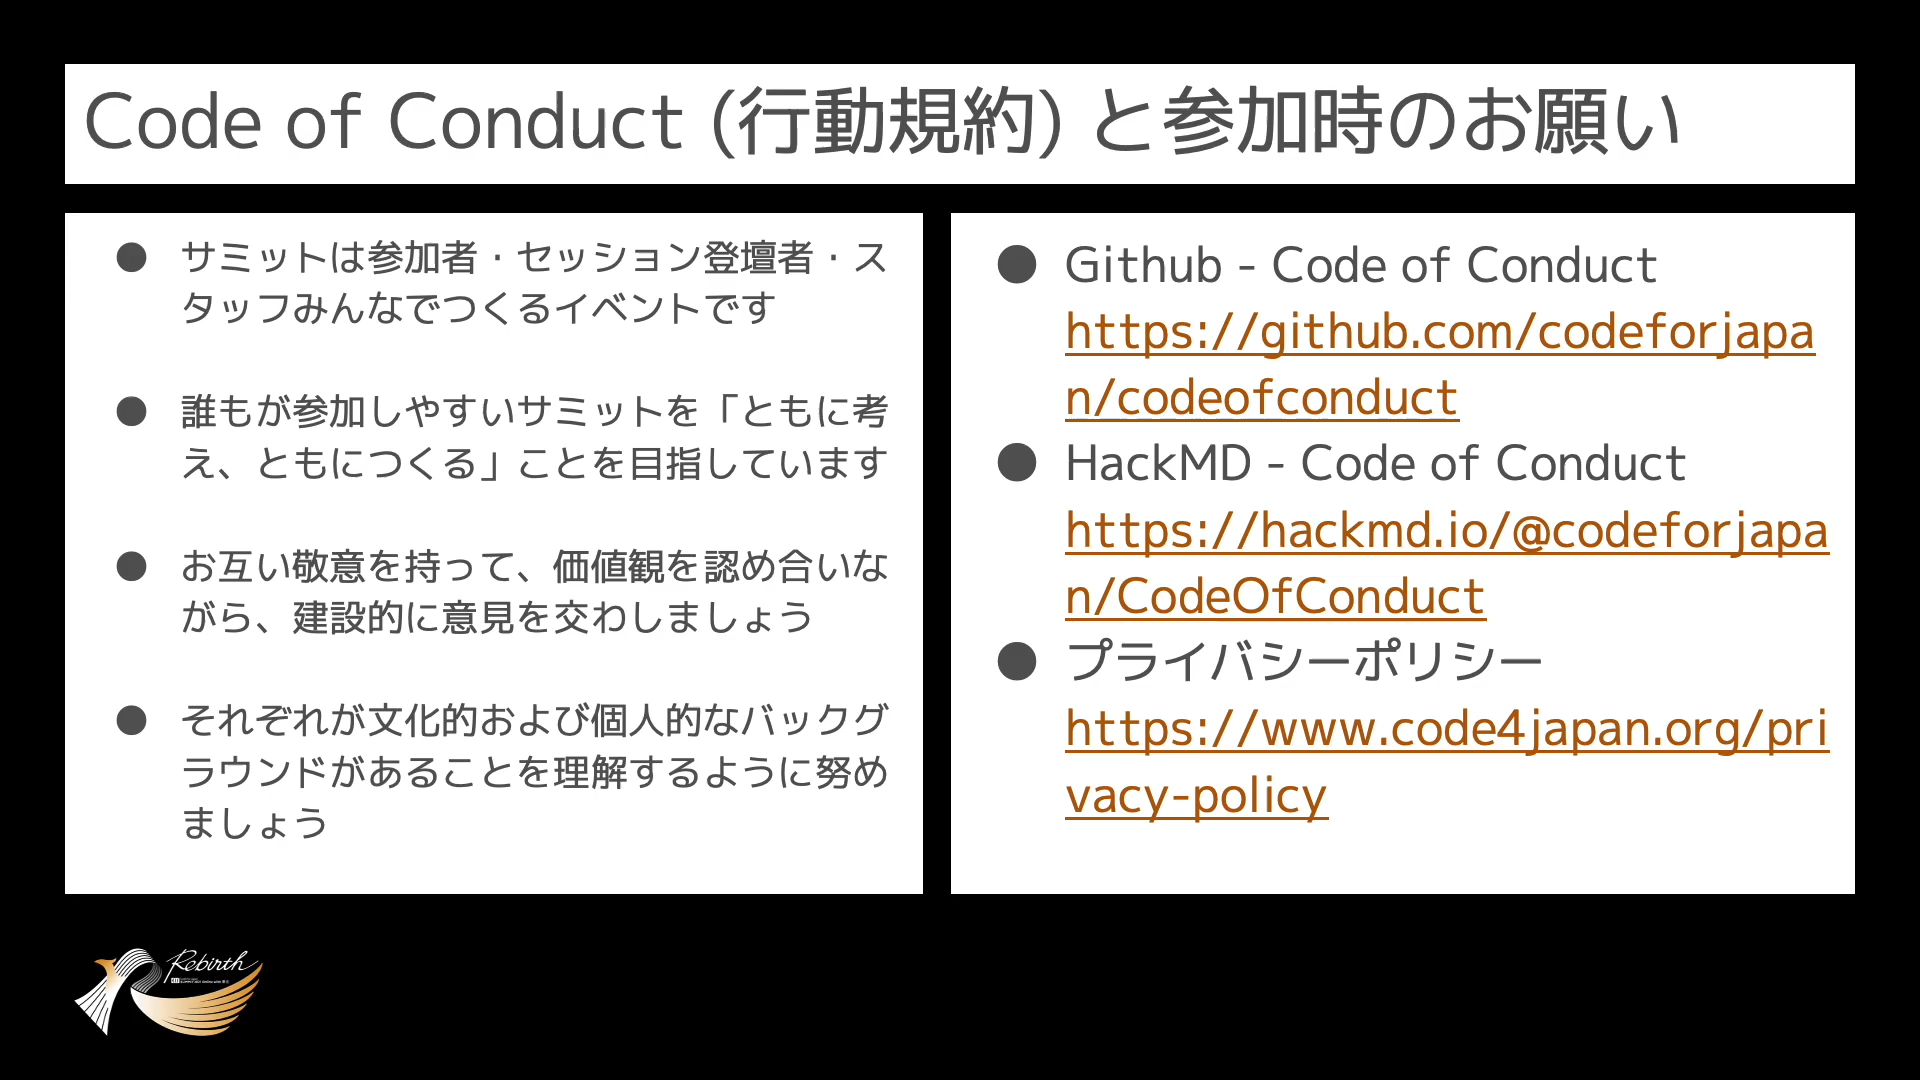 Code of Conduct (行動規約) と参加時のお願い
● サミットは参加者・セッション登壇者・ス
タッフみんなでつくるイベントです
● 誰もが参加しやすいサミットを「ともに考
え、ともにつくる」ことを目指しています
● お互い敬意を持って、価値観を認め合いな
がら、建設的に意見を交わしましょう
● それぞれが文化的および個人的なバックグ
ラウンドがあることを理解するように努め
ましょう
● Github - Code of Conduct
https://github.com/codeforjapa
n/codeofconduct
● HackMD - Code of Conduct
https://hackmd.io/@codeforjapa
n/CodeOfConduct
● プライバシーポリシー
https://www.code4japan.org/pri
vacy-policy
Rebirth